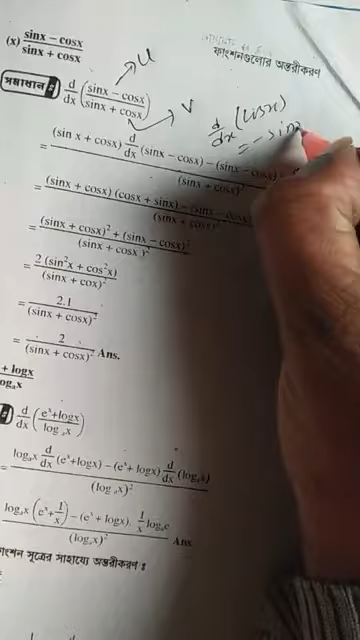 (x) sinx − cosx / sinx + cosx
ফাংশনগুলোর অন্তরীকরণ
সমাধান d/dx (sinx − cosx / sinx + cosx)
U
V
d/dx (cosx)
= − sinx
= (sin x + cosx) d/dx (sinx − cosx) − (sinx − cosx) / (sinx + cosx)²
= (sinx + cosx) (cosx + sinx) − (sinx − cosx) / (sinx + cosx)²
= (sinx + cosx)² + (sinx − cosx)² / (sinx + cosx)²
= 2 (sin²x + cos²x) / (sinx + cox)²
= 2.1 / (sinx + cosx)²
= 2 / (sinx + cosx)² Ans.
+ logx / logₐx
d/dx (eˣ+logx / logₐx)
= logₐx d/dx (eˣ+logx) − (eˣ + logx) d/dx (logₐx) / (logₐx)²
logₐx (eˣ + 1/x) − (eˣ + logx). 1/x logₐe / (logₐx)² Ans
ফাংশন সূত্রের সাহায্যে অন্তরীকরণ :